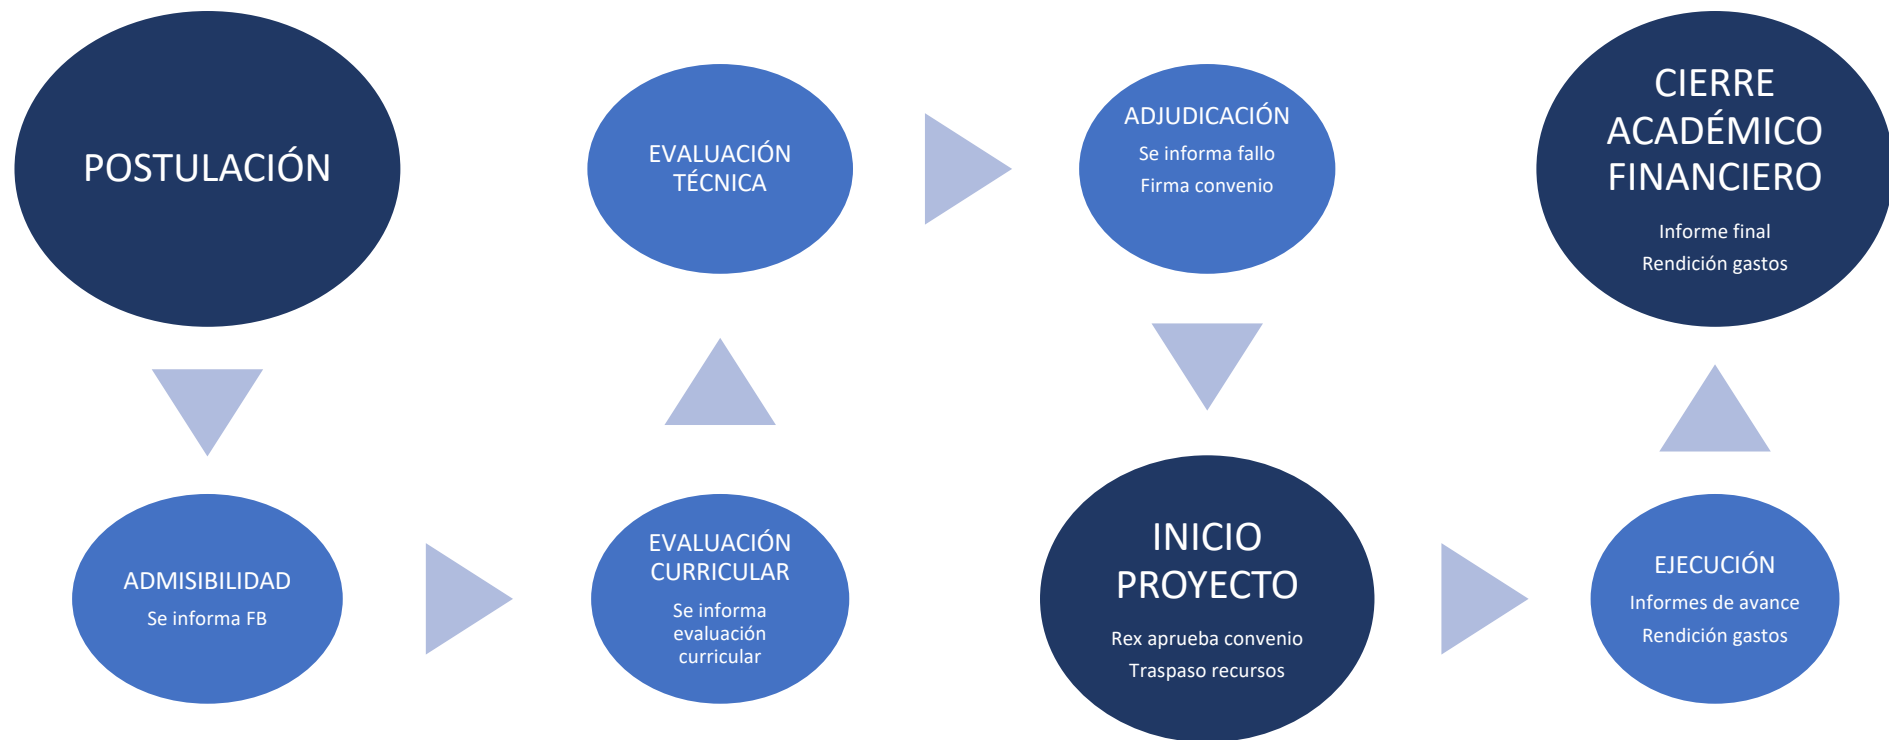 POSTULACIÓN
ADMISIBILIDAD
Se informa FB
EVALUACIÓN
CURRICULAR
Se informa
evaluación
curricular
EVALUACIÓN
TÉCNICA
ADJUDICACIÓN
Se informa fallo
Firma convenio
INICIO
PROYECTO
Rex aprueba convenio
Traspaso recursos
EJECUCIÓN
Informes de avance
Rendición gastos
CIERRE
ACADÉMICO
FINANCIERO
Informe final
Rendición gastos